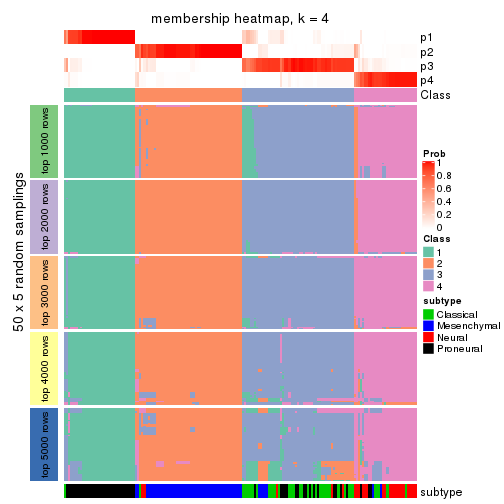 membership heatmap, k = 4
p1
p2
p3
p4
Class
50 x 5 random samplings
top 1000 rows
top 2000 rows
top 3000 rows
top 4000 rows
top 5000 rows
subtype
Prob
1
0.8
0.6
0.4
0.2
0
Class
1
2
3
4
subtype
Classical
Mesenchymal
Neural
Proneural